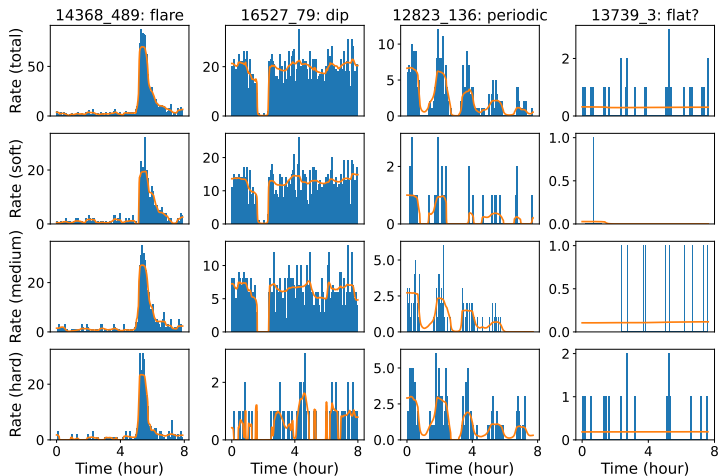 14368_489: flare 16527_79: dip 12823_136: periodic 13739_3: flat?
Rate (total) 50 0 20 0 10 5 0 2 0
Rate (soft) 20 0 20 10 0 2 0 1.0 0.5 0.0
Rate (medium) 20 0 10 5 0 5.0 2.5 0.0 1.0 0.5 0.0
Rate (hard) 20 0 2 0 5.0 2.5 0.0 2 1 0
0 4 8 0 4 8 0 4 8 0 4 8
Time (hour) Time (hour) Time (hour) Time (hour)